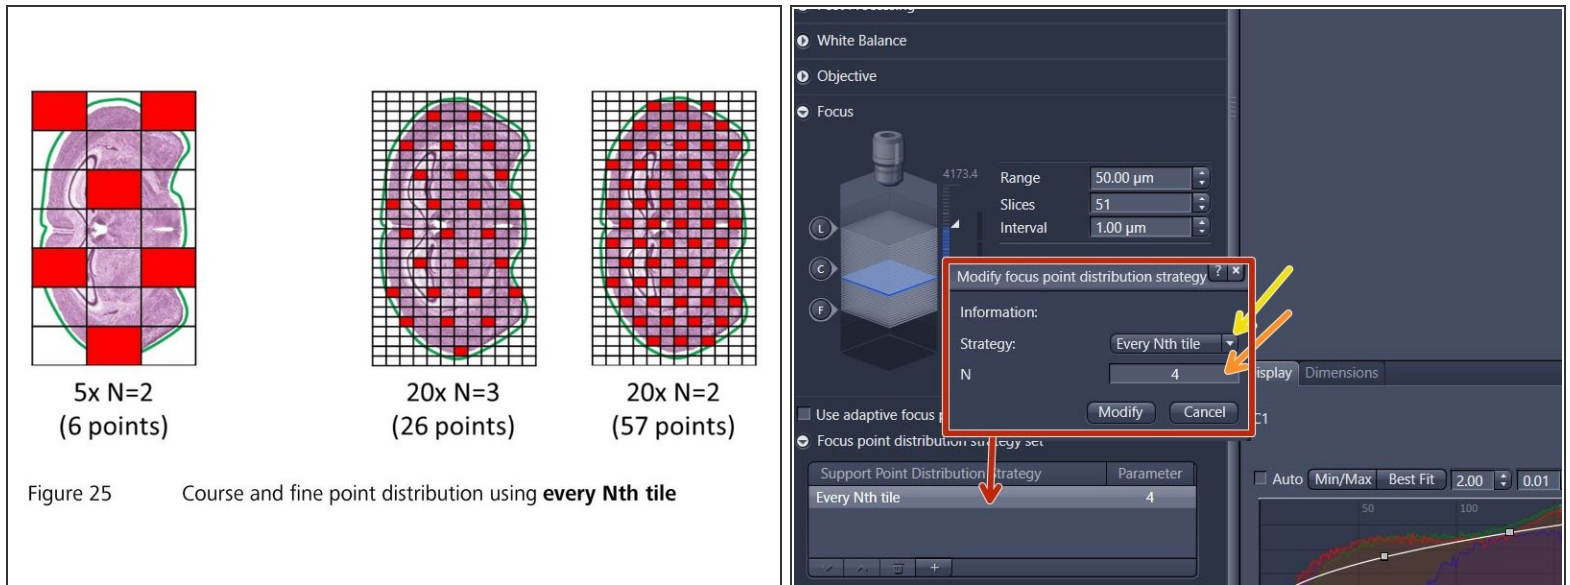 5x N=2
(6 points)
20x N=3
(26 points)
20x N=2
(57 points)
Figure 25 Course and fine point distribution using every Nth tile
White Balance
Objective
Focus
4173.4
Range 50.00 µm
Slices 51
Interval 1.00 µm
L
C
F
Modify focus point distribution strategy ? ×
Information:
Strategy: Every Nth tile
N 4
Modify Cancel
Use adaptive focus
Focus point distribution strategy set
Support Point Distribution Strategy Parameter
Every Nth tile 4
Display Dimensions
C1
Auto Min/Max Best Fit 2.00 0.01
50 100